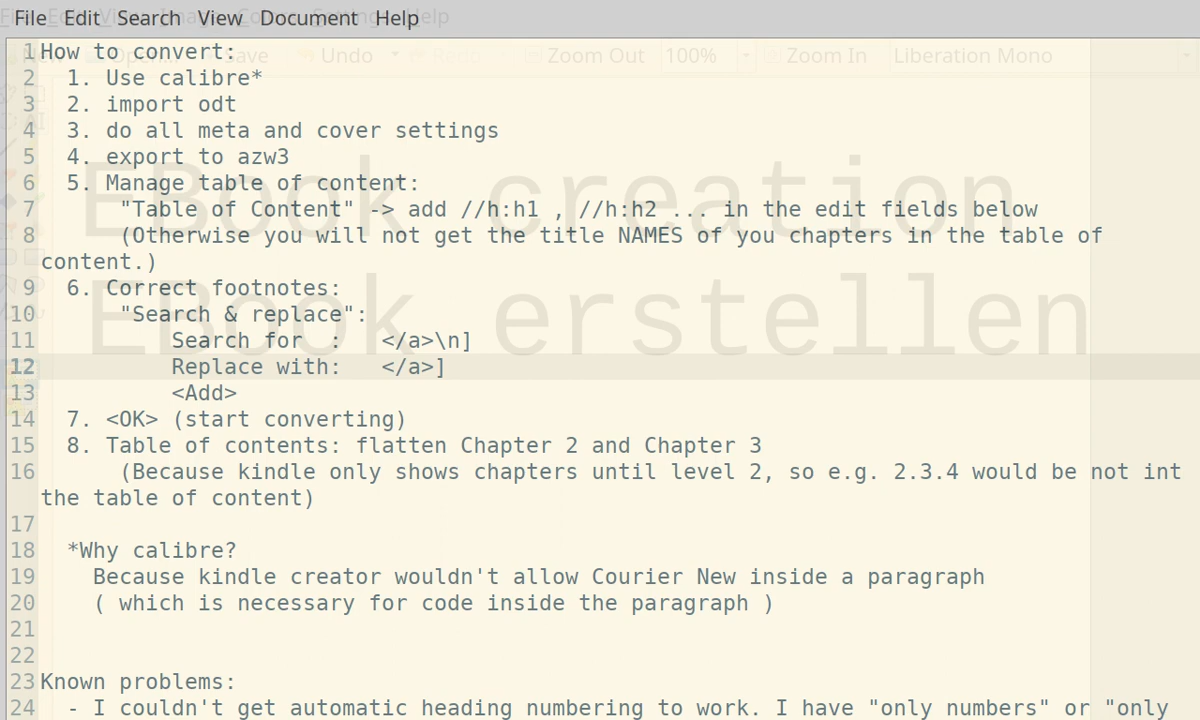 File Edit Search View Document Help
New Open... Save Undo Redo Zoom Out 100% Zoom In Liberation Mono
EBook creation
EBook erstellen
1 How to convert:
2 1. Use calibre*
3 2. import odt
4 3. do all meta and cover settings
5 4. export to azw3
6 5. Manage table of content:
7 "Table of Content" -> add //h:h1 , //h:h2 ... in the edit fields below
8 (Otherwise you will not get the title NAMES of you chapters in the table of
content.)
9 6. Correct footnotes:
10 "Search & replace":
11 Search for  :   </a>\n]
12 Replace with:   </a>]
13 <Add>
14 7. <OK> (start converting)
15 8. Table of contents: flatten Chapter 2 and Chapter 3
16 (Because kindle only shows chapters until level 2, so e.g. 2.3.4 would be not int
the table of content)
17
18 *Why calibre?
19 Because kindle creator wouldn't allow Courier New inside a paragraph
20 ( which is necessary for code inside the paragraph )
21
22
23 Known problems:
24 - I couldn't get automatic heading numbering to work. I have "only numbers" or "only